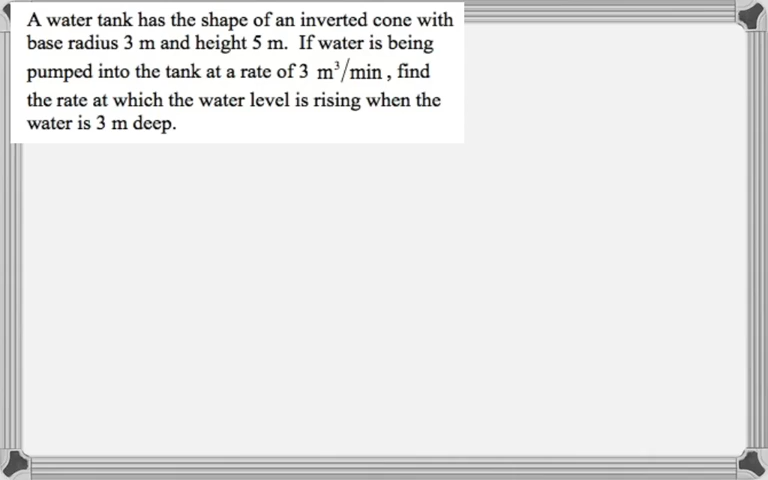 A water tank has the shape of an inverted cone with
base radius 3 m and height 5 m.  If water is being
pumped into the tank at a rate of 3 m³/min , find
the rate at which the water level is rising when the
water is 3 m deep.